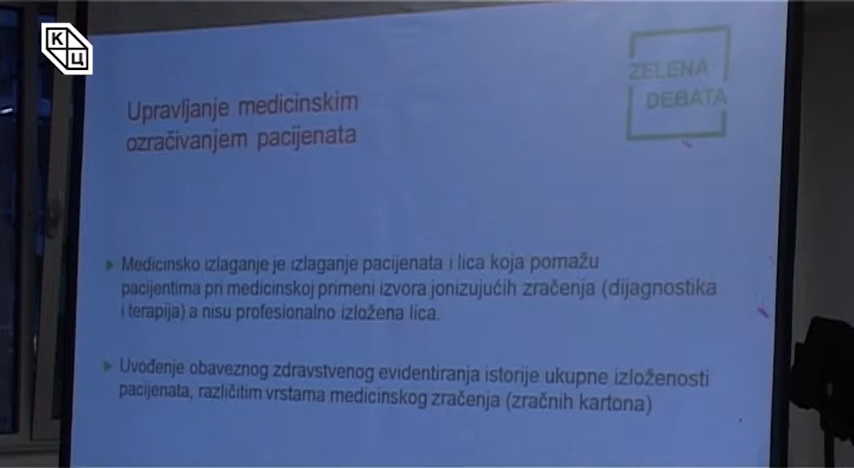 КЦ
ZELENA
DEBATA
Upravljanje medicinskim
ozračivanjem pacijenata
Medicinsko izlaganje je izlaganje pacijenata i lica koja pomažu
pacijentima pri medicinskoj primeni izvora jonizujućih zračenja (dijagnostika
i terapija) a nisu profesionalno izložena lica.
Uvođenje obaveznog zdravstvenog evidentiranja istorije ukupne izloženosti
pacijenata, različitim vrstama medicinskog zračenja (zračnih kartona)